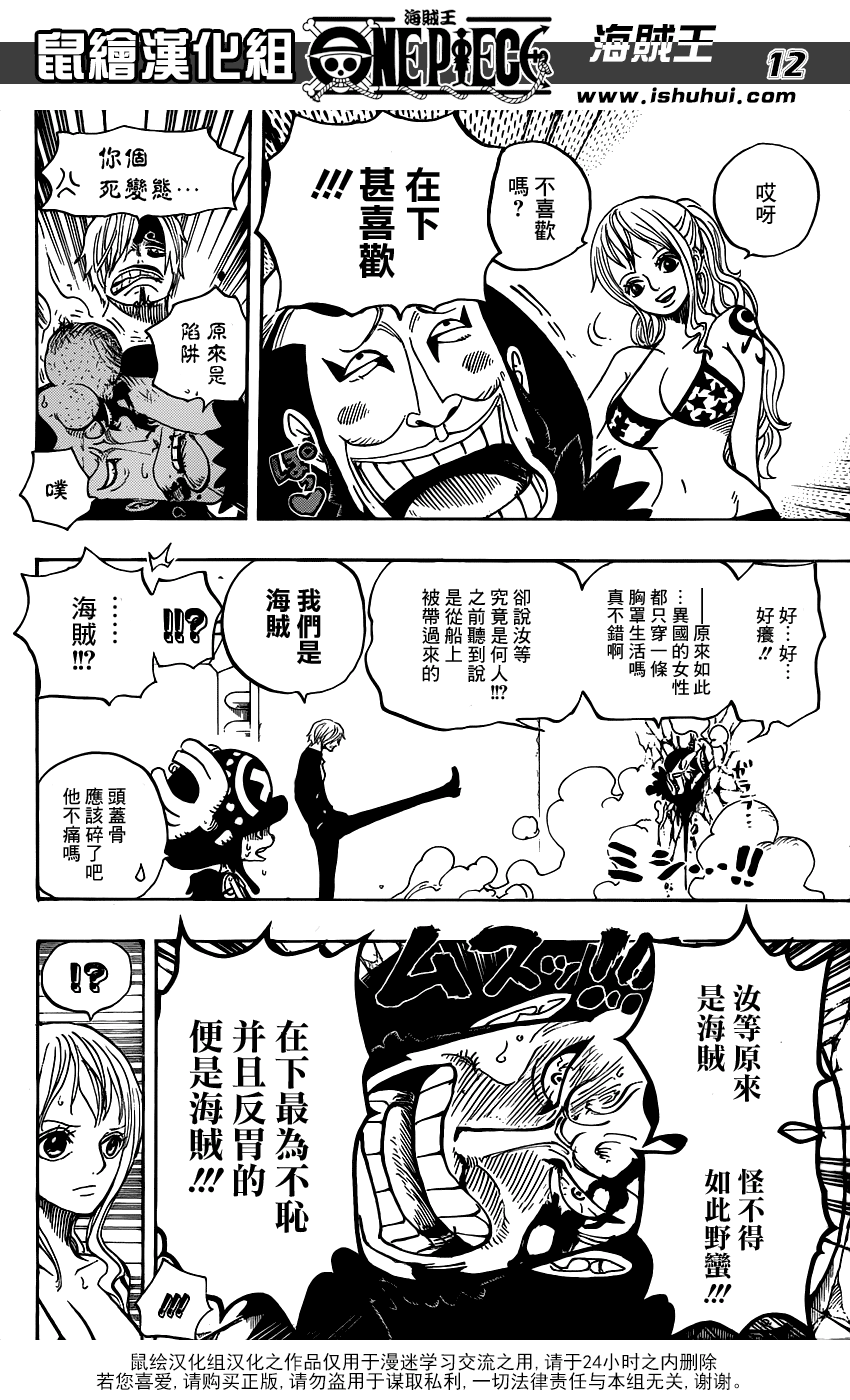 鼠繪漢化組
海賊王
ONE PIECE
海賊王
12
www.ishuhui.com
哎呀
不喜歡
嗎?
在下
甚喜歡
!!!
ぽっ♥
你個
死變態…
原來是
陷阱
噗
好…好…
好癢!!
──原來如此
…異國的女性
都只穿一條
胸罩生活嗎
真不錯啊
卻說汝等
究竟是何人!!?
之前聽到說
是從船上
被帶過來的
我們是
海賊
!!?
……
海賊!!?
頭蓋骨
應該碎了吧
他不痛嗎
ガララ…
ミシ…
汝等原來
是海賊
怪不得
如此野蠻!!!
ムスッ!!!
在下最為不恥
并且反胃的
便是海賊!!!
!?
!!!
鼠绘汉化组汉化之作品仅用于漫迷学习交流之用, 请于24小时之内删除
若您喜爱, 请购买正版, 请勿盗用于谋取私利, 一切法律责任与本组无关, 谢谢。